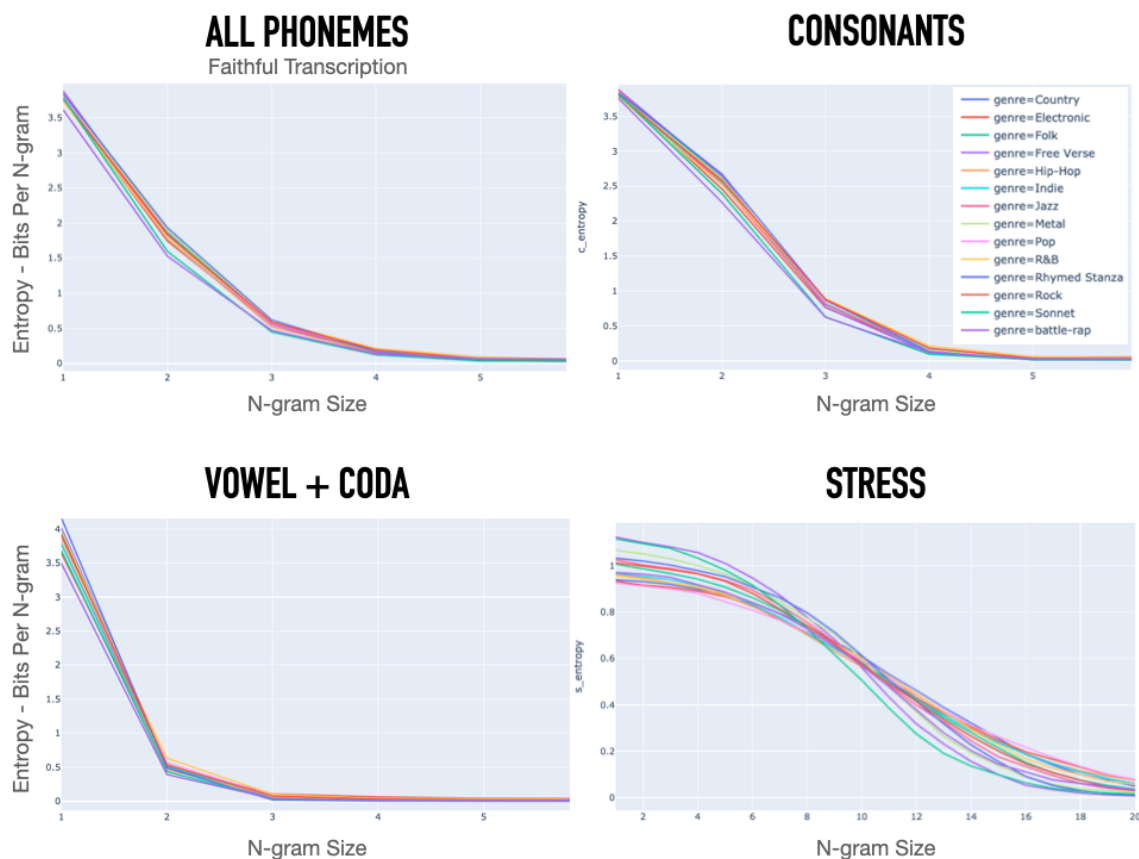 ALL PHONEMES
Faithful Transcription
Entropy - Bits Per N-gram
3.5
3
2.5
2
1.5
1
0.5
0
1 2 3 4 5
N-gram Size
CONSONANTS
c_entropy
3.5
3
2.5
2
1.5
1
0.5
0
genre=Country
genre=Electronic
genre=Folk
genre=Free Verse
genre=Hip-Hop
genre=Indie
genre=Jazz
genre=Metal
genre=Pop
genre=R&B
genre=Rhymed Stanza
genre=Rock
genre=Sonnet
genre=battle-rap
1 2 3 4 5
N-gram Size
VOWEL + CODA
Entropy - Bits Per N-gram
4
3.5
3
2.5
2
1.5
1
0.5
0
1 2 3 4 5
N-gram Size
STRESS
s_entropy
1
0.8
0.6
0.4
0.2
0
2 4 6 8 10 12 14 16 18 20
N-gram Size